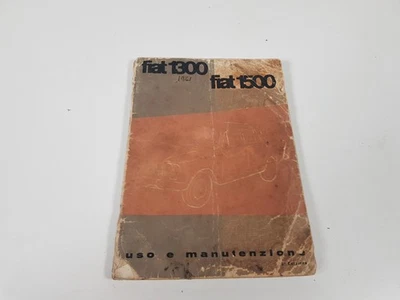 fiat 1300
fiat 1500
uso e manutenzione